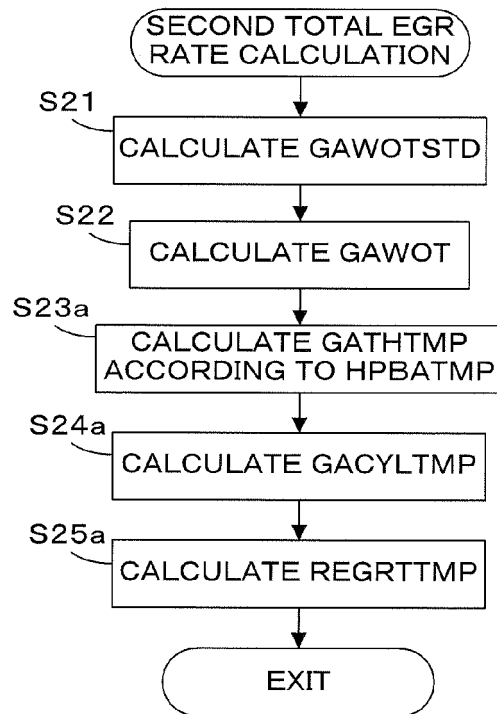 SECOND TOTAL EGR
RATE CALCULATION
S21
CALCULATE GAWOTSTD
S22
CALCULATE GAWOT
S23a
CALCULATE GATHTMP
ACCORDING TO HPBATMP
S24a
CALCULATE GACYLTMP
S25a
CALCULATE REGRTTMP
EXIT